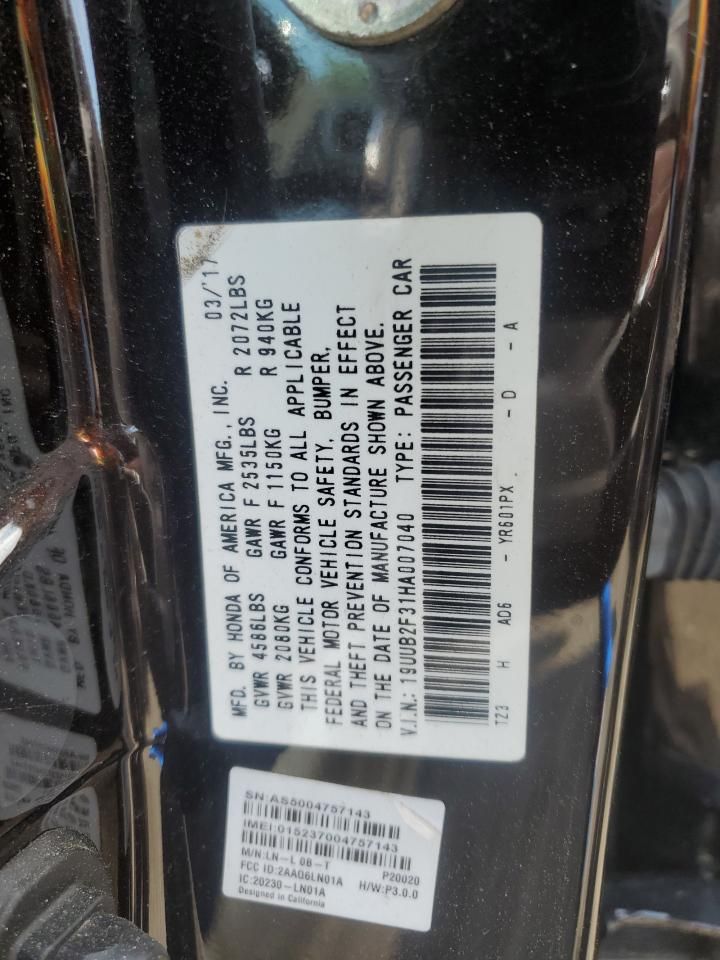 MFD. BY HONDA OF AMERICA MFG., INC. 03/'17
GVWR 4586LBS GAWR F 2535LBS R 2072LBS
GVWR 2080KG GAWR F 1150KG R 940KG
THIS VEHICLE CONFORMS TO ALL APPLICABLE
FEDERAL MOTOR VEHICLE SAFETY, BUMPER,
AND THEFT PREVENTION STANDARDS IN EFFECT
ON THE DATE OF MANUFACTURE SHOWN ABOVE.
V.I.N.: 19UUB2F31HA007040 TYPE: PASSENGER CAR
TZ3 H AD6 - YR601PX - D - A
SN:AS5004757143
IMEI:015237004757143
M/N:LN-L 0B-T P20020
FCC ID:2AAQ6LN01A H/W:P3.0.0
IC:20230-LN01A
Designed in California